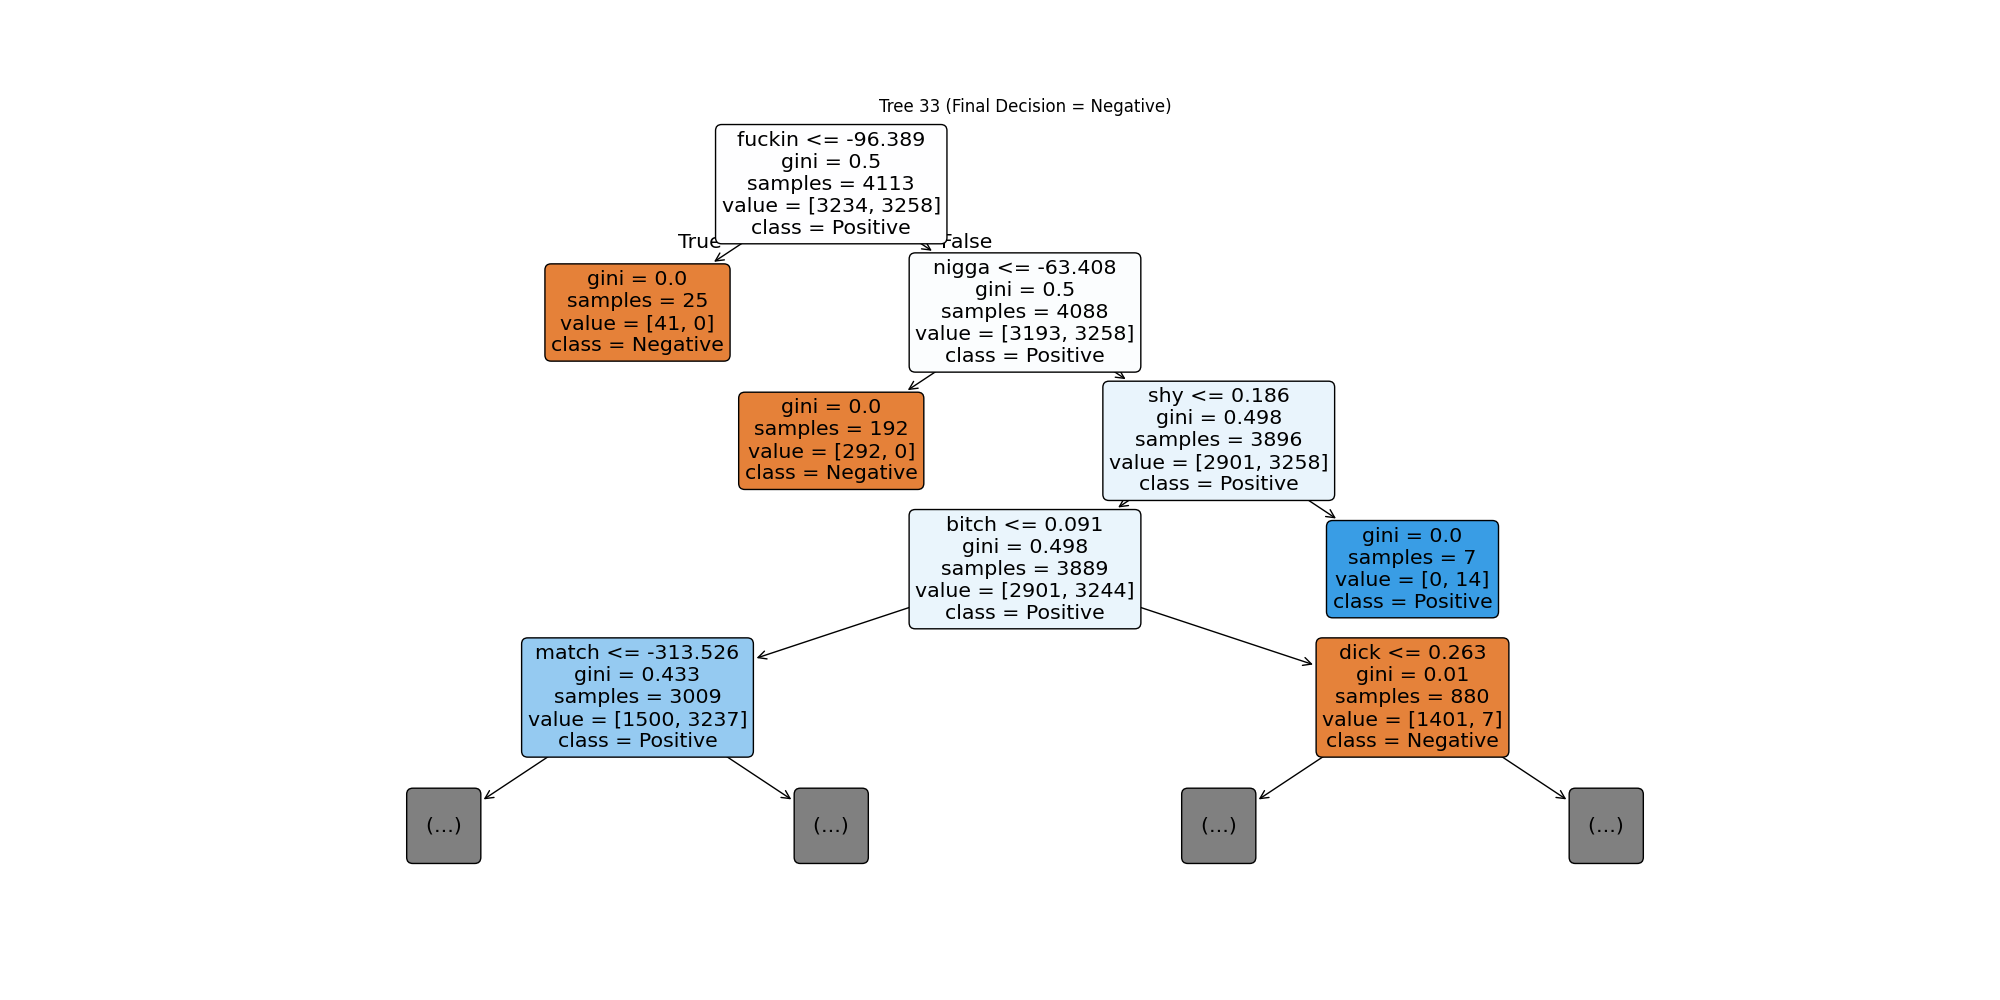 Tree 33 (Final Decision = Negative)
fuckin <= -96.389
gini = 0.5
samples = 4113
value = [3234, 3258]
class = Positive
True
False
gini = 0.0
samples = 25
value = [41, 0]
class = Negative
nigga <= -63.408
gini = 0.5
samples = 4088
value = [3193, 3258]
class = Positive
gini = 0.0
samples = 192
value = [292, 0]
class = Negative
shy <= 0.186
gini = 0.498
samples = 3896
value = [2901, 3258]
class = Positive
bitch <= 0.091
gini = 0.498
samples = 3889
value = [2901, 3244]
class = Positive
gini = 0.0
samples = 7
value = [0, 14]
class = Positive
match <= -313.526
gini = 0.433
samples = 3009
value = [1500, 3237]
class = Positive
dick <= 0.263
gini = 0.01
samples = 880
value = [1401, 7]
class = Negative
(...)
(...)
(...)
(...)